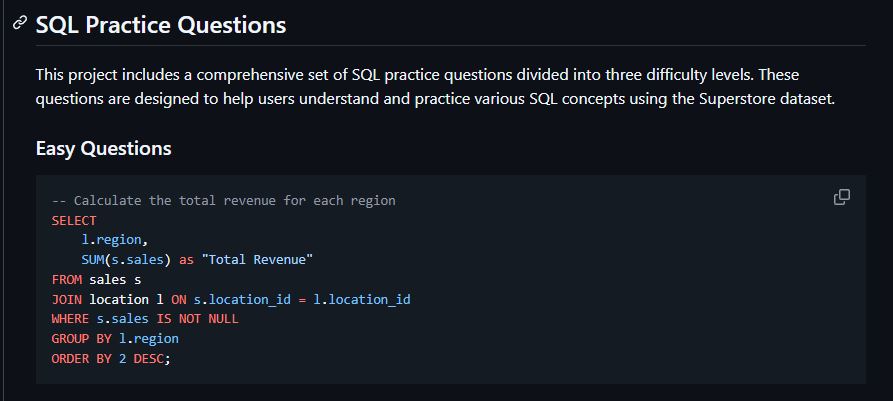 SQL Practice Questions
This project includes a comprehensive set of SQL practice questions divided into three difficulty levels. These
questions are designed to help users understand and practice various SQL concepts using the Superstore dataset.
Easy Questions
-- Calculate the total revenue for each region
SELECT
    l.region,
    SUM(s.sales) as "Total Revenue"
FROM sales s
JOIN location l ON s.location_id = l.location_id
WHERE s.sales IS NOT NULL
GROUP BY l.region
ORDER BY 2 DESC;